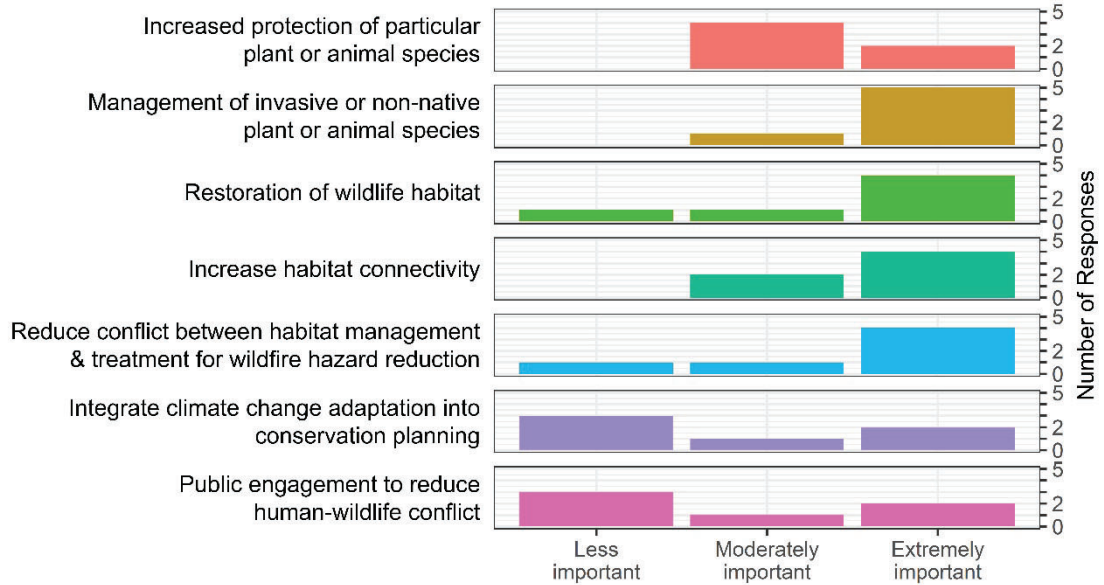 Increased protection of particular
plant or animal species
5
2
0
Management of invasive or non-native
plant or animal species
5
2
0
Restoration of wildlife habitat
5
2
0
Increase habitat connectivity
5
2
0
Reduce conflict between habitat management
& treatment for wildfire hazard reduction
5
2
0
Integrate climate change adaptation into
conservation planning
5
2
0
Public engagement to reduce
human-wildlife conflict
5
2
0
Number of Responses
Less
important
Moderately
important
Extremely
important